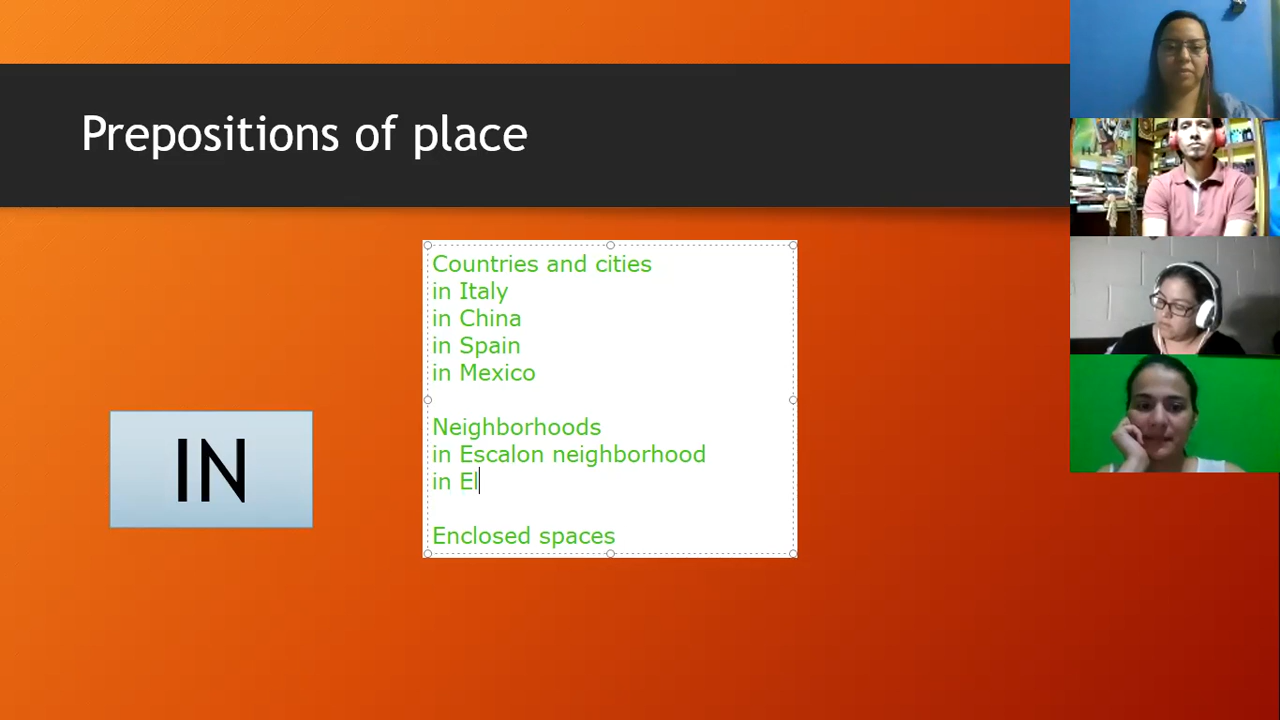 Prepositions of place
IN
Countries and cities
in Italy
in China
in Spain
in Mexico
Neighborhoods
in Escalon neighborhood
in El
Enclosed spaces